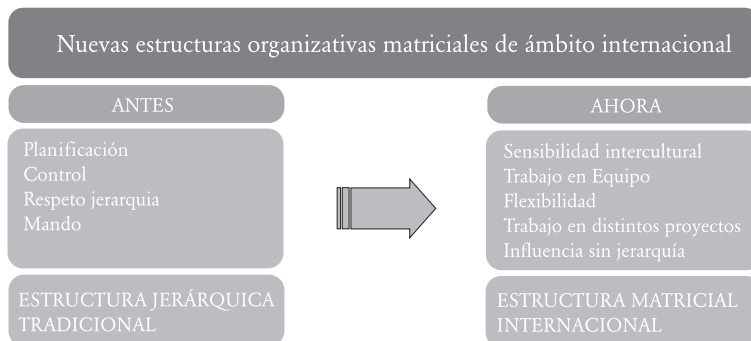 Nuevas estructuras organizativas matriciales de ámbito internacional
ANTES
Planificación
Control
Respeto jerarquia
Mando
ESTRUCTURA JERÁRQUICA
TRADICIONAL
AHORA
Sensibilidad intercultural
Trabajo en Equipo
Flexibilidad
Trabajo en distintos proyectos
Influencia sin jerarquía
ESTRUCTURA MATRICIAL
INTERNACIONAL